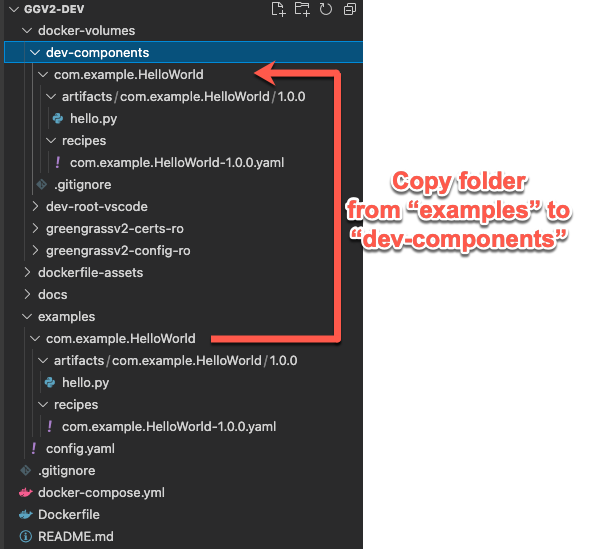 GGV2-DEV
docker-volumes
dev-components
com.example.HelloWorld
artifacts/com.example.HelloWorld/1.0.0
hello.py
recipes
! com.example.HelloWorld-1.0.0.yaml
.gitignore
dev-root-vscode
greengrassv2-certs-ro
greengrassv2-config-ro
dockerfile-assets
docs
examples
com.example.HelloWorld
artifacts/com.example.HelloWorld/1.0.0
hello.py
recipes
! com.example.HelloWorld-1.0.0.yaml
! config.yaml
.gitignore
docker-compose.yml
Dockerfile
README.md
Copy folder
from “examples” to
“dev-components”